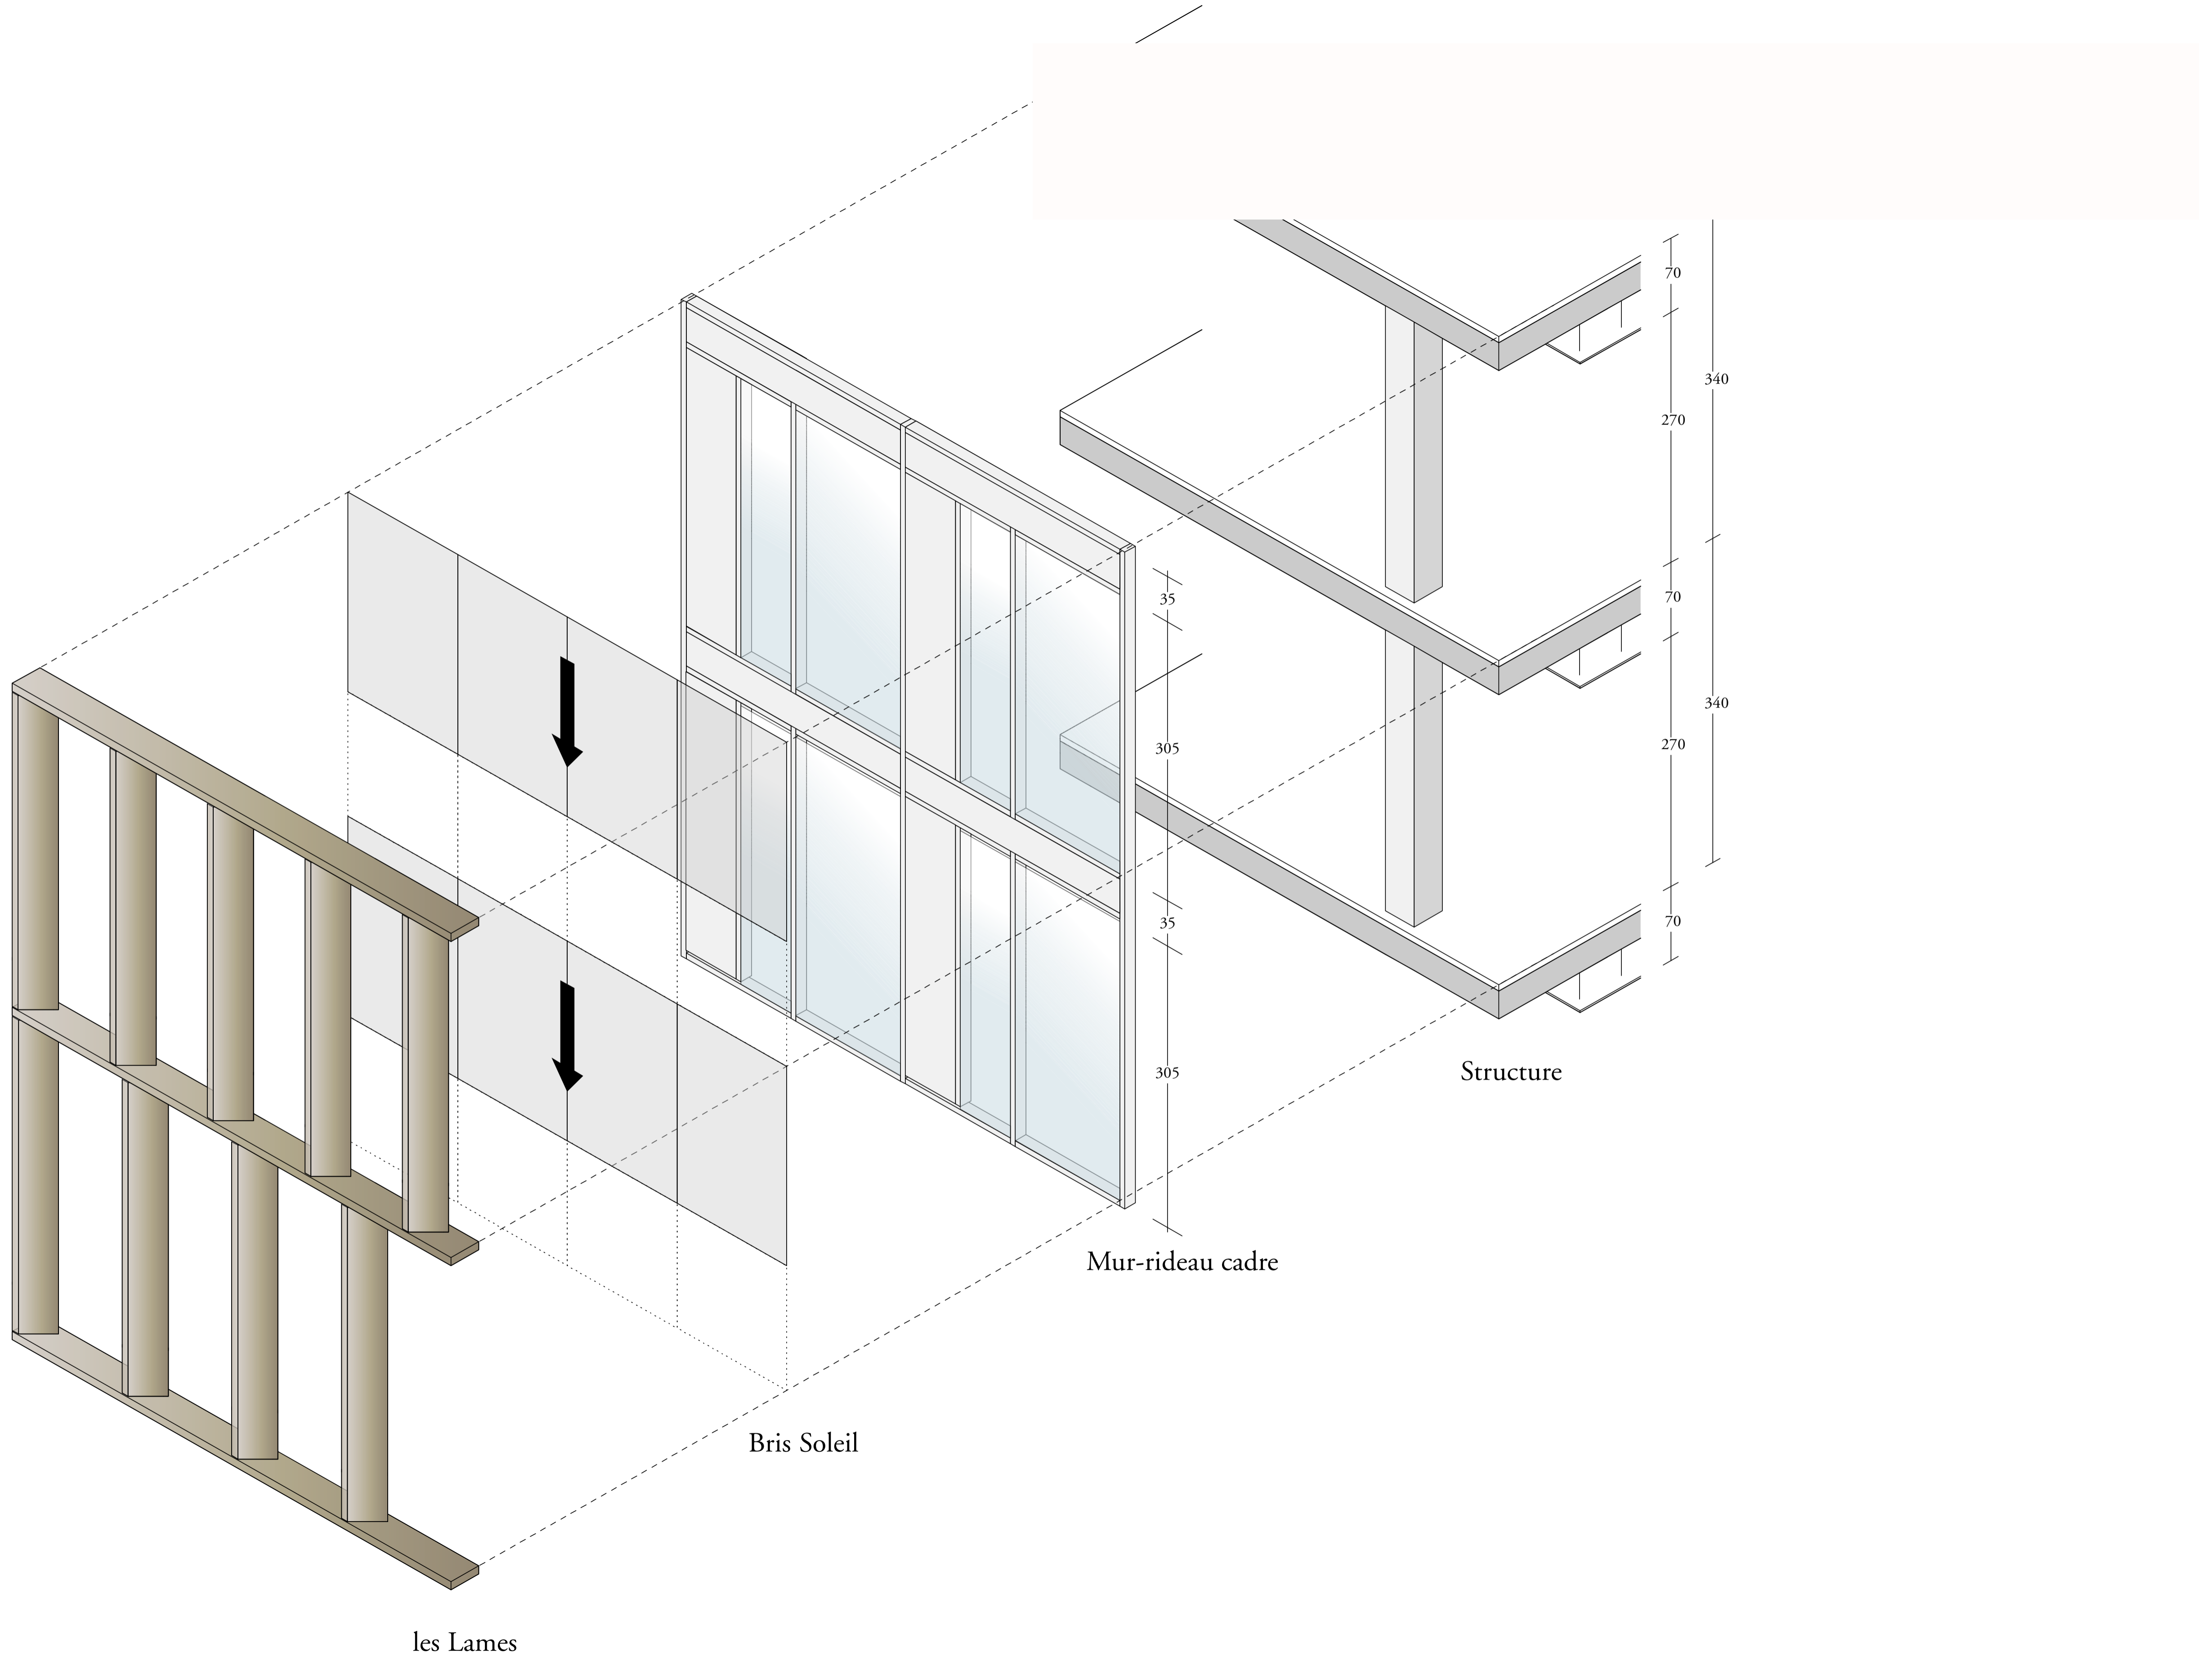 70
340
270
35
70
340
305
270
35
70
305
Structure
Mur-rideau cadre
Bris Soleil
les Lames